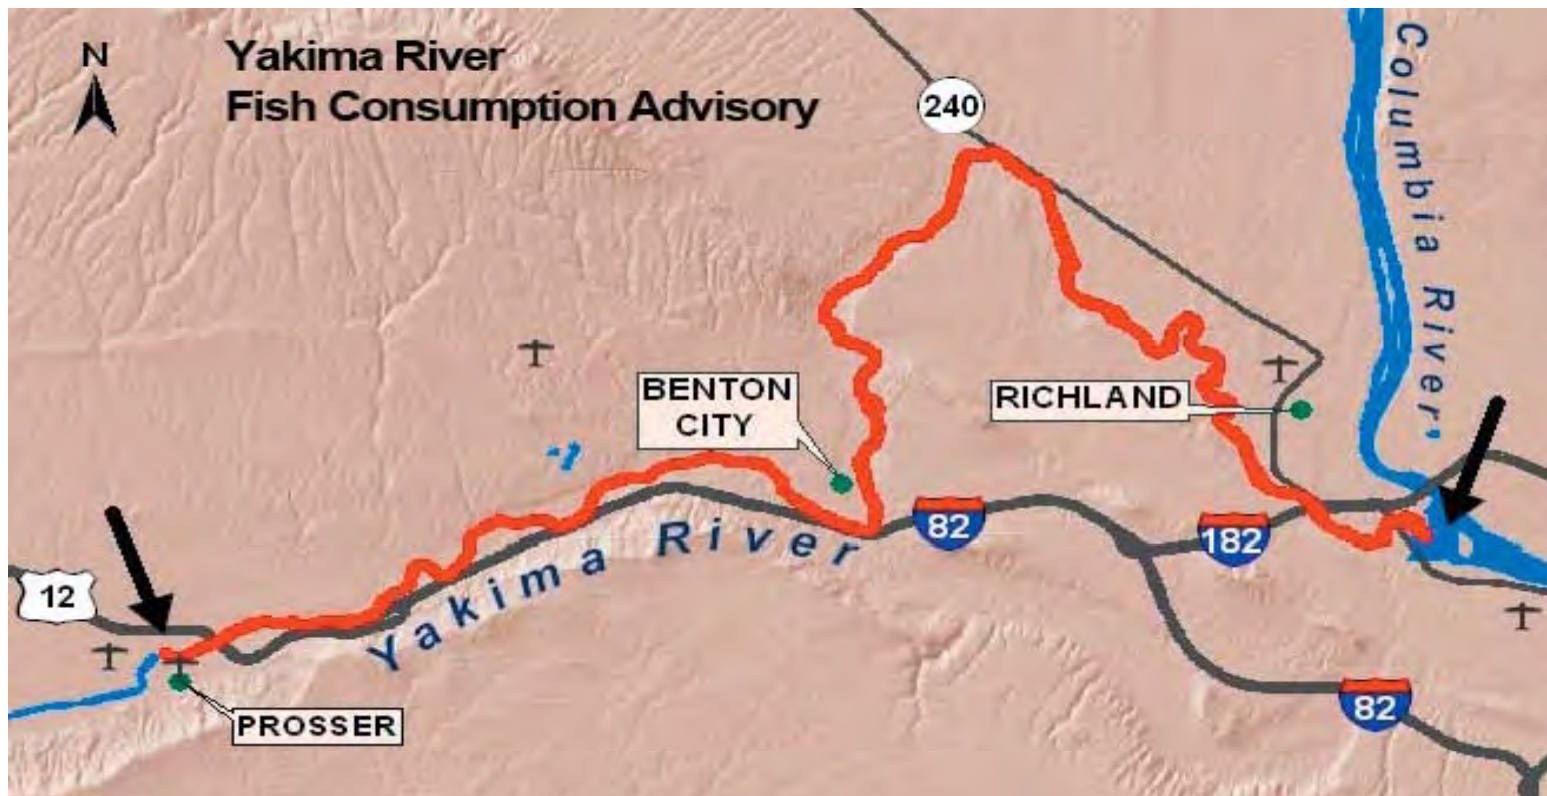 N
Yakima River
Fish Consumption Advisory
240
Columbia River
BENTON
CITY
RICHLAND
82
182
Yakima River
12
PROSSER
82